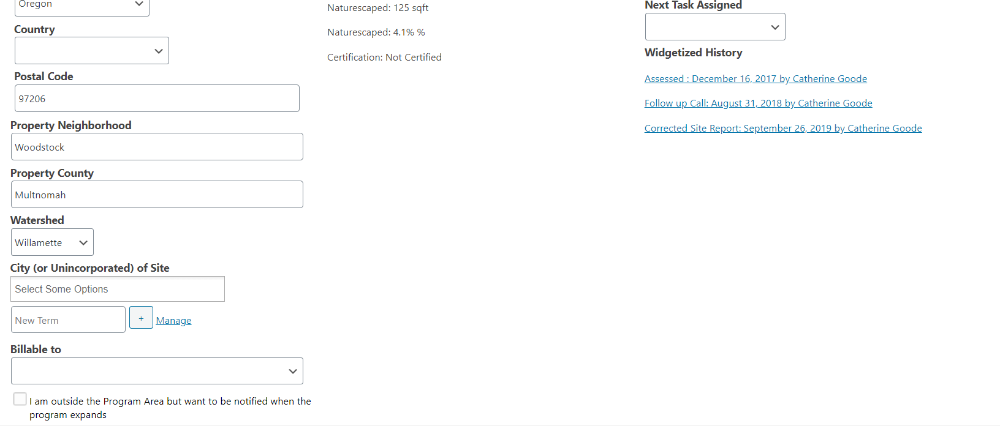 Oregon
Country
Postal Code
97206
Property Neighborhood
Woodstock
Property County
Multnomah
Watershed
Willamette
City (or Unincorporated) of Site
Select Some Options
New Term + Manage
Billable to
I am outside the Program Area but want to be notified when the
program expands
Naturescaped: 125 sqft
Naturescaped: 4.1% %
Certification: Not Certified
Next Task Assigned
Widgetized History
Assessed : December 16, 2017 by Catherine Goode
Follow up Call: August 31, 2018 by Catherine Goode
Corrected Site Report: September 26, 2019 by Catherine Goode